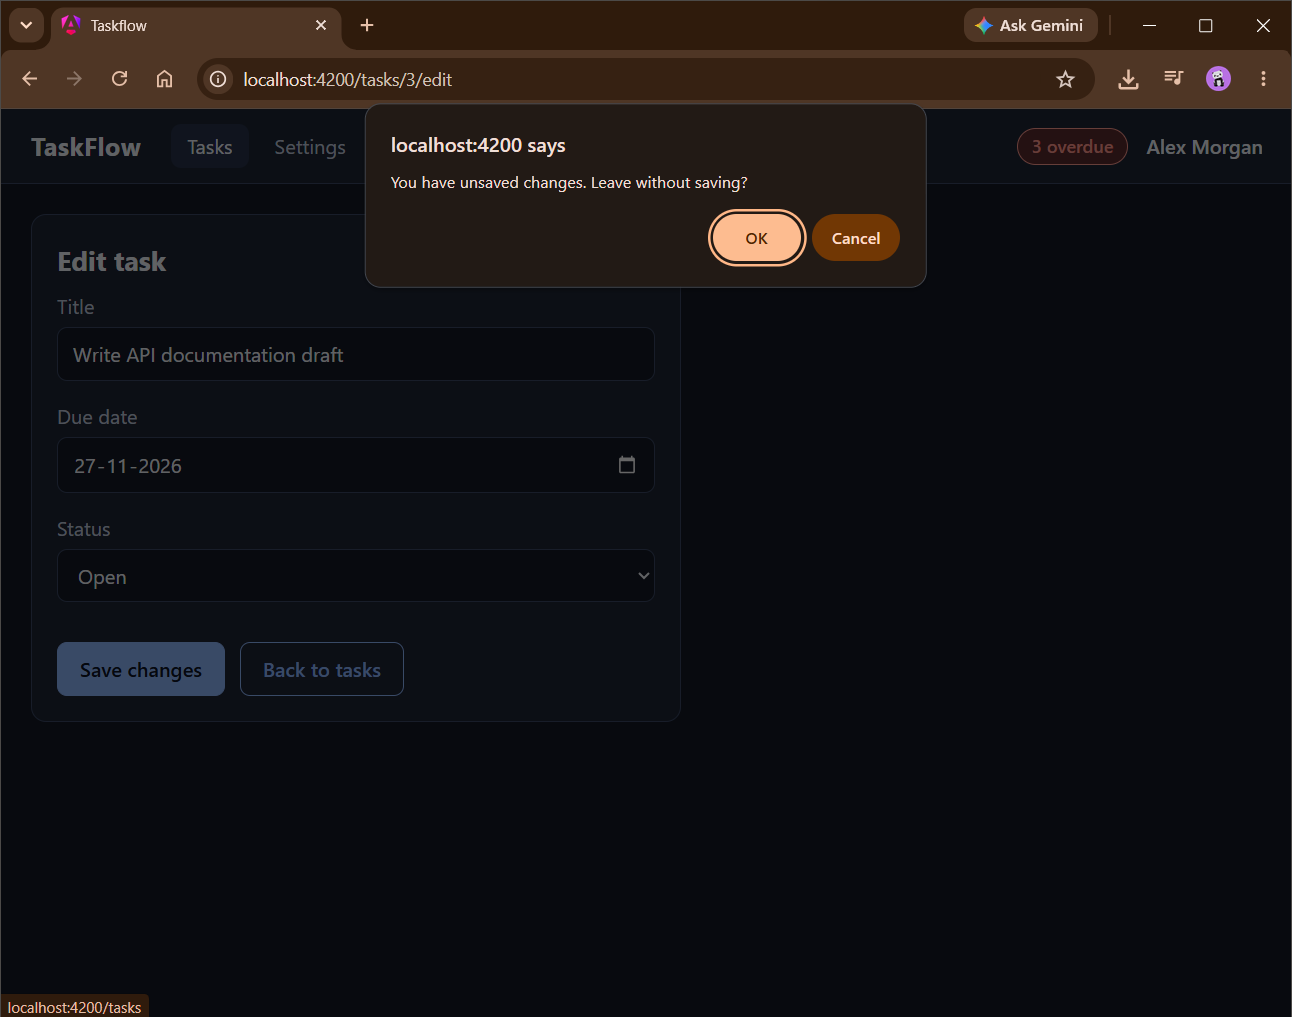 Taskflow
Ask Gemini
localhost:4200/tasks/3/edit
TaskFlow
Tasks
Settings
3 overdue
Alex Morgan
localhost:4200 says
You have unsaved changes. Leave without saving?
OK
Cancel
Edit task
Title
Write API documentation draft
Due date
27-11-2026
Status
Open
Save changes
Back to tasks
localhost:4200/tasks